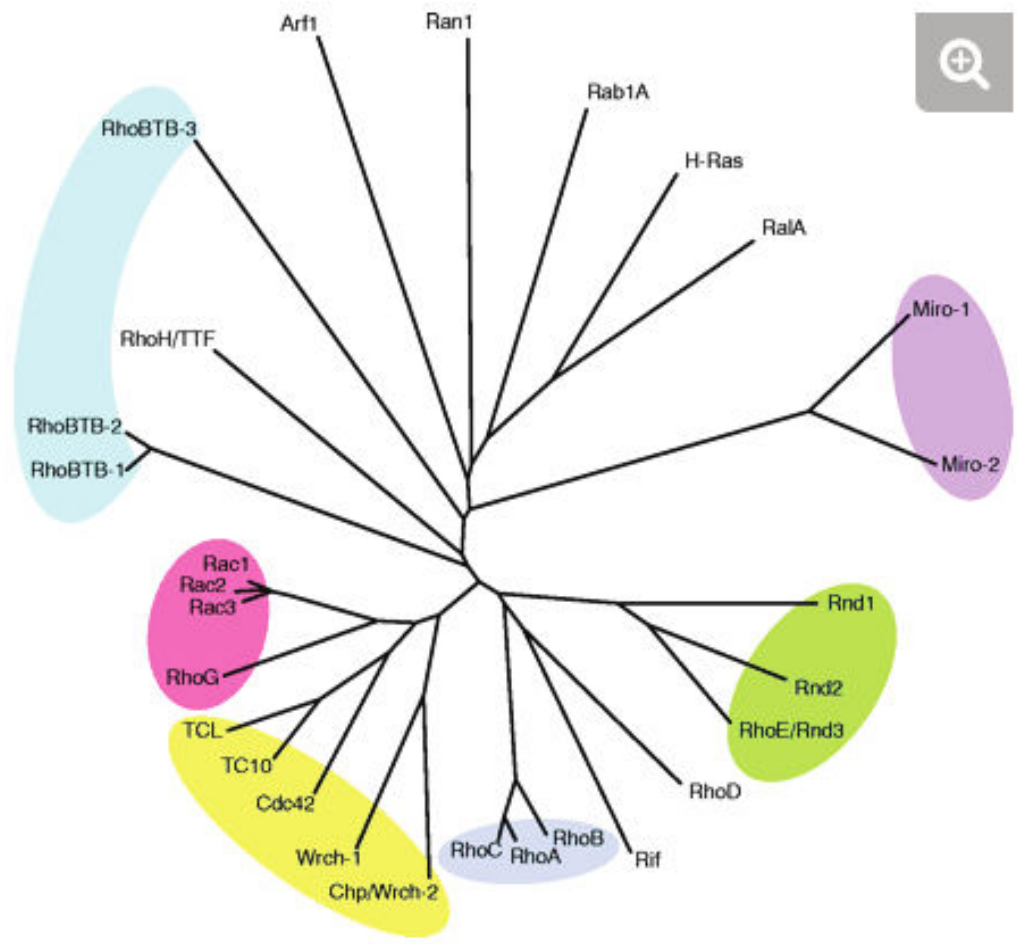 Arf1
Ran1
Rab1A
RhoBTB-3
H-Ras
RalA
Miro-1
RhoH/TTF
RhoBTB-2
RhoBTB-1
Miro-2
Rac1
Rac2
Rac3
Rnd1
RhoG
Rnd2
TCL
RhoE/Rnd3
TC10
RhoD
Cdc42
RhoB
RhoC
RhoA
Rif
Wrch-1
Chp/Wrch-2